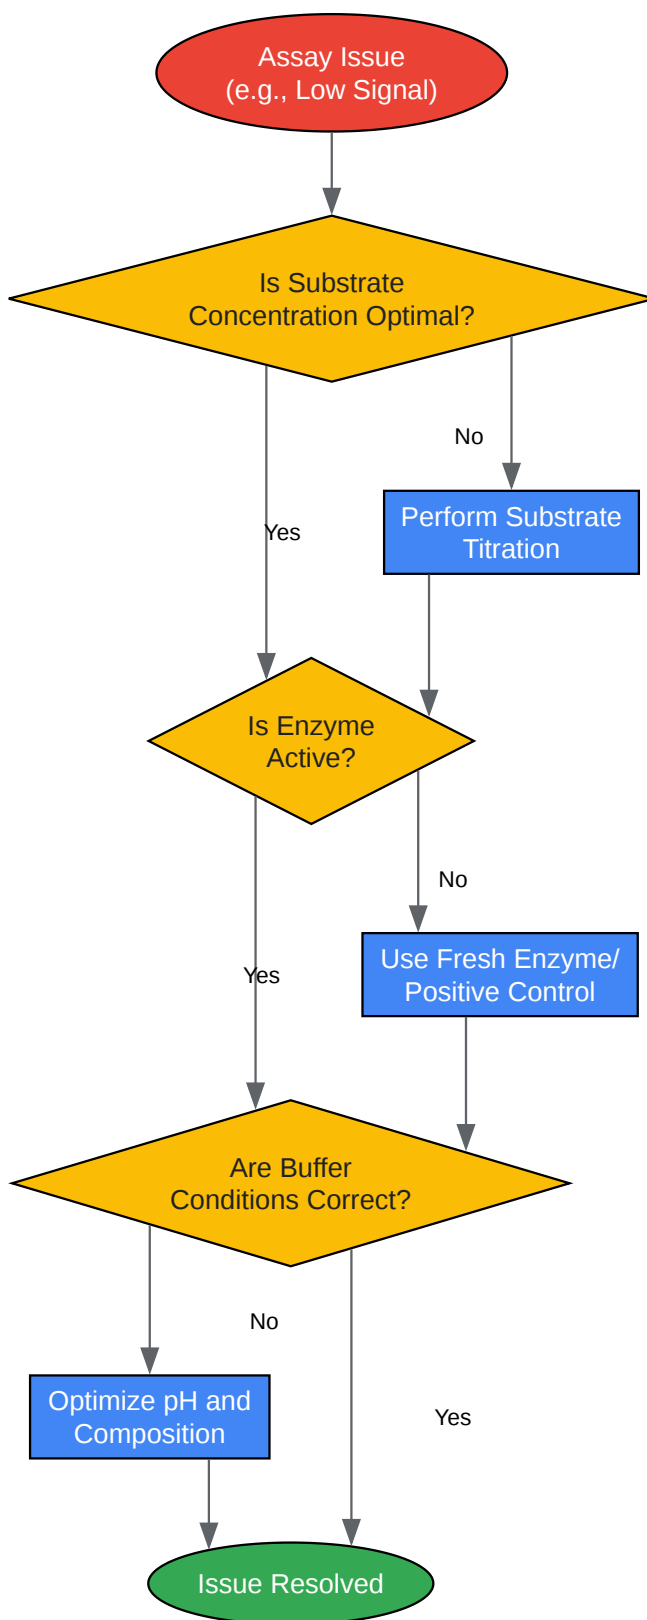 Assay Issue
(e.g., Low Signal)
Is Substrate
Concentration Optimal?
No
Perform Substrate
Titration
Yes
Is Enzyme
Active?
No
Use Fresh Enzyme/
Positive Control
Yes
Are Buffer
Conditions Correct?
No
Optimize pH and
Composition
Yes
Issue Resolved